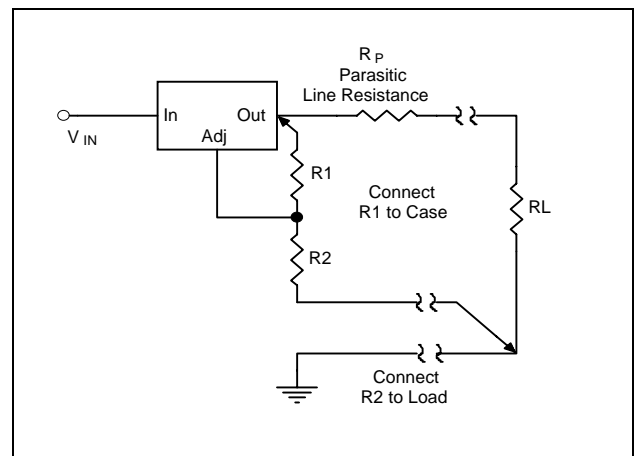 R P
Parasitic
Line Resistance
In
Out
Adj
V IN
R1
Connect
R1 to Case
RL
R2
Connect
R2 to Load